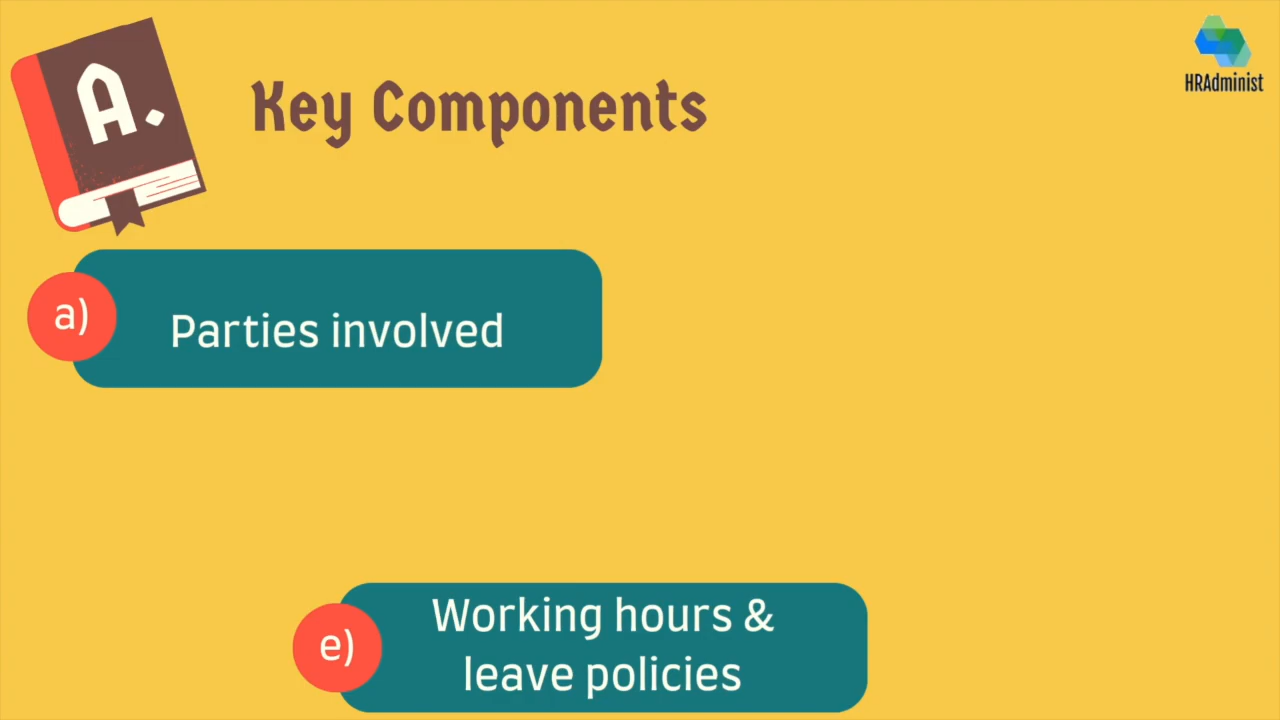 A.
Key Components
HRAdminist
a)
Parties involved
e)
Working hours &
leave policies